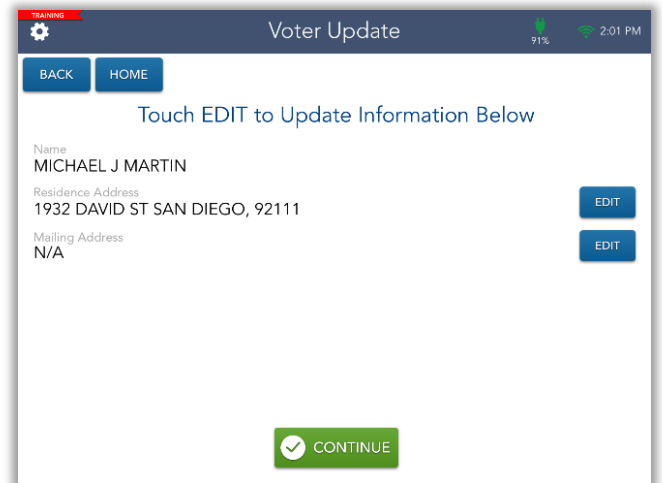 TRAINING
Voter Update
91%
2:01 PM
BACK
HOME
Touch EDIT to Update Information Below
Name
MICHAEL J MARTIN
Residence Address
1932 DAVID ST SAN DIEGO, 92111
EDIT
Mailing Address
N/A
EDIT
CONTINUE